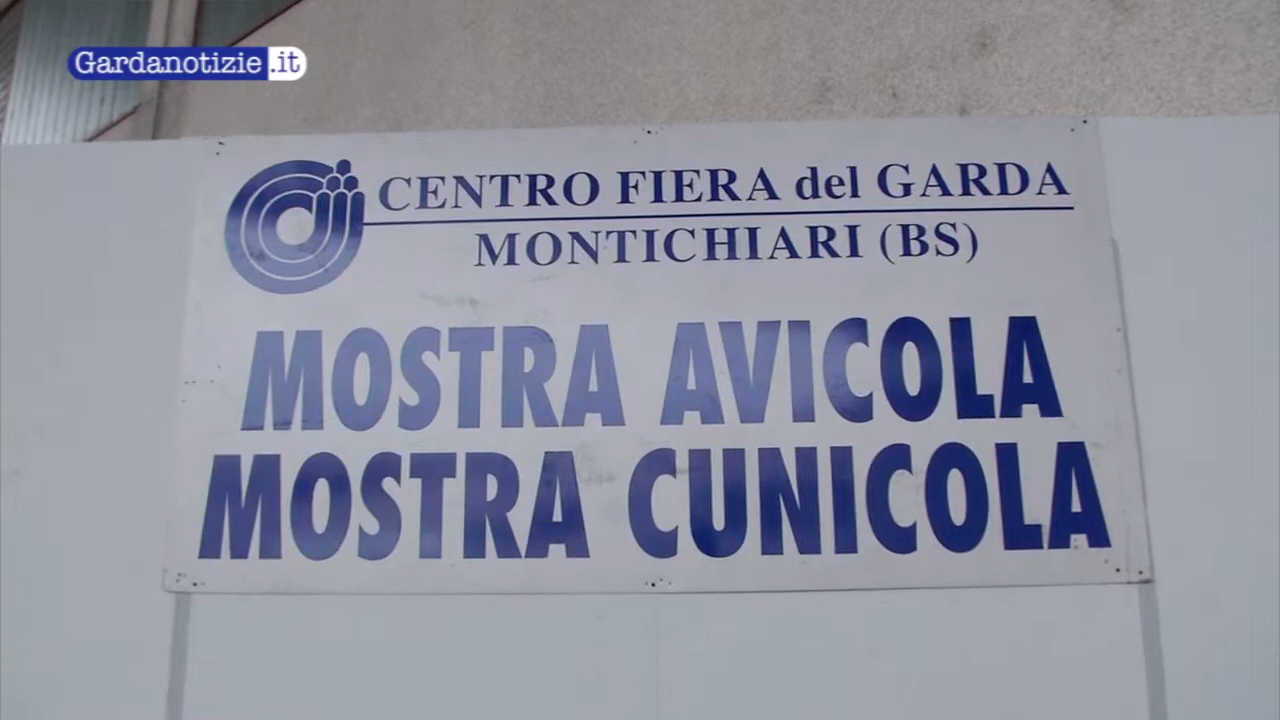 Gardanotizie.it
CENTRO FIERA del GARDA
MONTICHIARI (BS)
MOSTRA AVICOLA
MOSTRA CUNICOLA